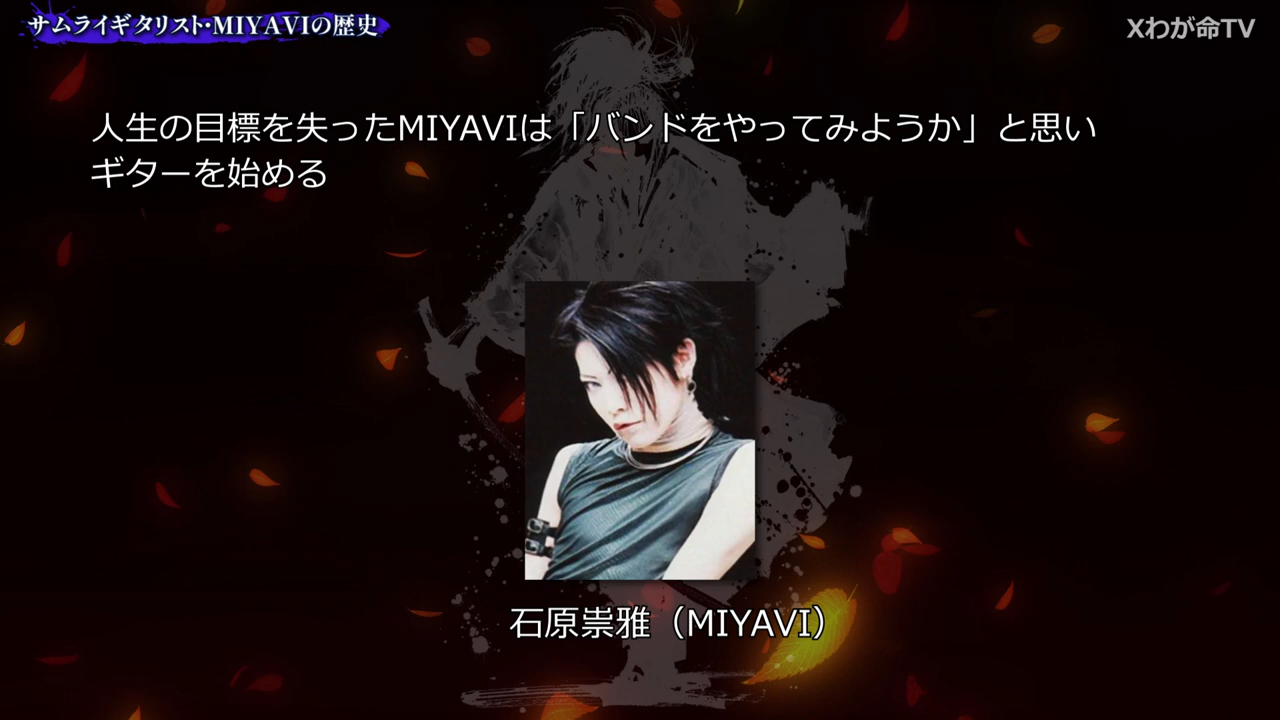 サムライギタリスト・MIYAVIの歴史
Xわが命TV
人生の目標を失ったMIYAVIは「バンドをやってみようか」と思い
ギターを始める
石原崇雅（MIYAVI）